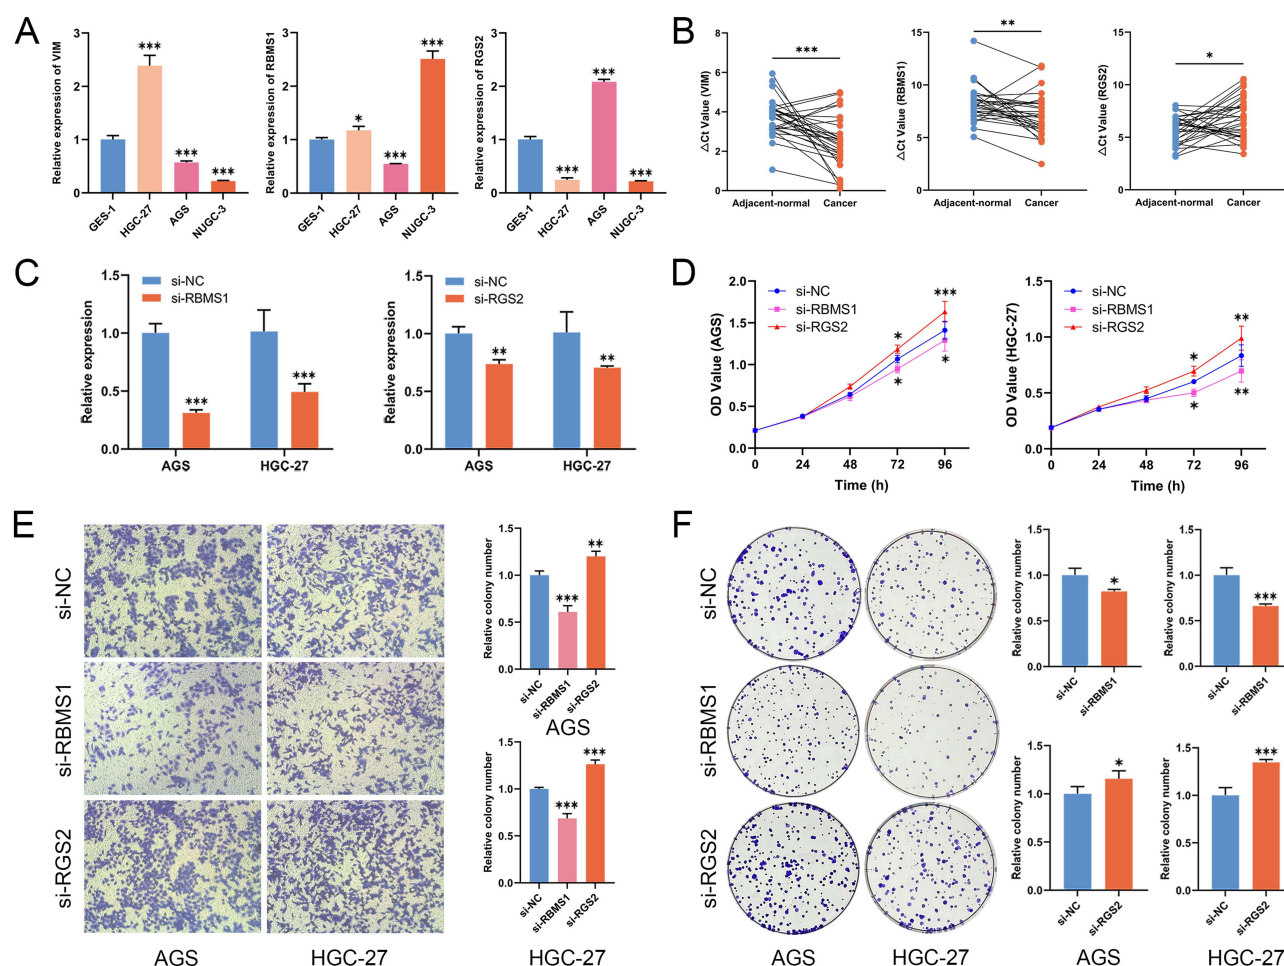 A
Relative expression of VIM
3
2
1
0
***
***
***
GES-1
HGC-27
AGS
NUGC-3
Relative expression of RBMS1
3
2
1
0
*
***
***
GES-1
HGC-27
AGS
NUGC-3
Relative expression of RGS2
3
2
1
0
***
***
***
GES-1
HGC-27
AGS
NUGC-3
B
△Ct Value (VIM)
8
6
4
2
0
***
Adjacent-normal
Cancer
△Ct Value (RBMS1)
15
10
5
0
**
Adjacent-normal
Cancer
△Ct Value (RGS2)
15
10
5
0
*
Adjacent-normal
Cancer
C
Relative expression
1.5
1.0
0.5
0.0
si-NC
si-RBMS1
***
***
AGS
HGC-27
Relative expression
1.5
1.0
0.5
0.0
si-NC
si-RGS2
**
**
AGS
HGC-27
D
OD Value (AGS)
2.0
1.5
1.0
0.5
0.0
si-NC
si-RBMS1
si-RGS2
*
***
*
*
0
24
48
72
96
Time (h)
OD Value (HGC-27)
1.5
1.0
0.5
0.0
si-NC
si-RBMS1
si-RGS2
*
**
*
**
0
24
48
72
96
Time (h)
E
si-NC
si-RBMS1
si-RGS2
AGS
HGC-27
Relative colony number
1.5
1.0
0.5
0.0
***
**
si-NC
si-RBMS1
si-RGS2
AGS
Relative colony number
1.5
1.0
0.5
0.0
***
***
si-NC
si-RBMS1
si-RGS2
HGC-27
F
si-NC
si-RBMS1
si-RGS2
AGS
HGC-27
Relative colony number
1.5
1.0
0.5
0.0
*
si-NC
si-RBMS1
Relative colony number
1.5
1.0
0.5
0.0
***
si-NC
si-RBMS1
Relative colony number
1.5
1.0
0.5
0.0
*
si-NC
si-RGS2
AGS
Relative colony number
1.5
1.0
0.5
0.0
***
si-NC
si-RGS2
HGC-27